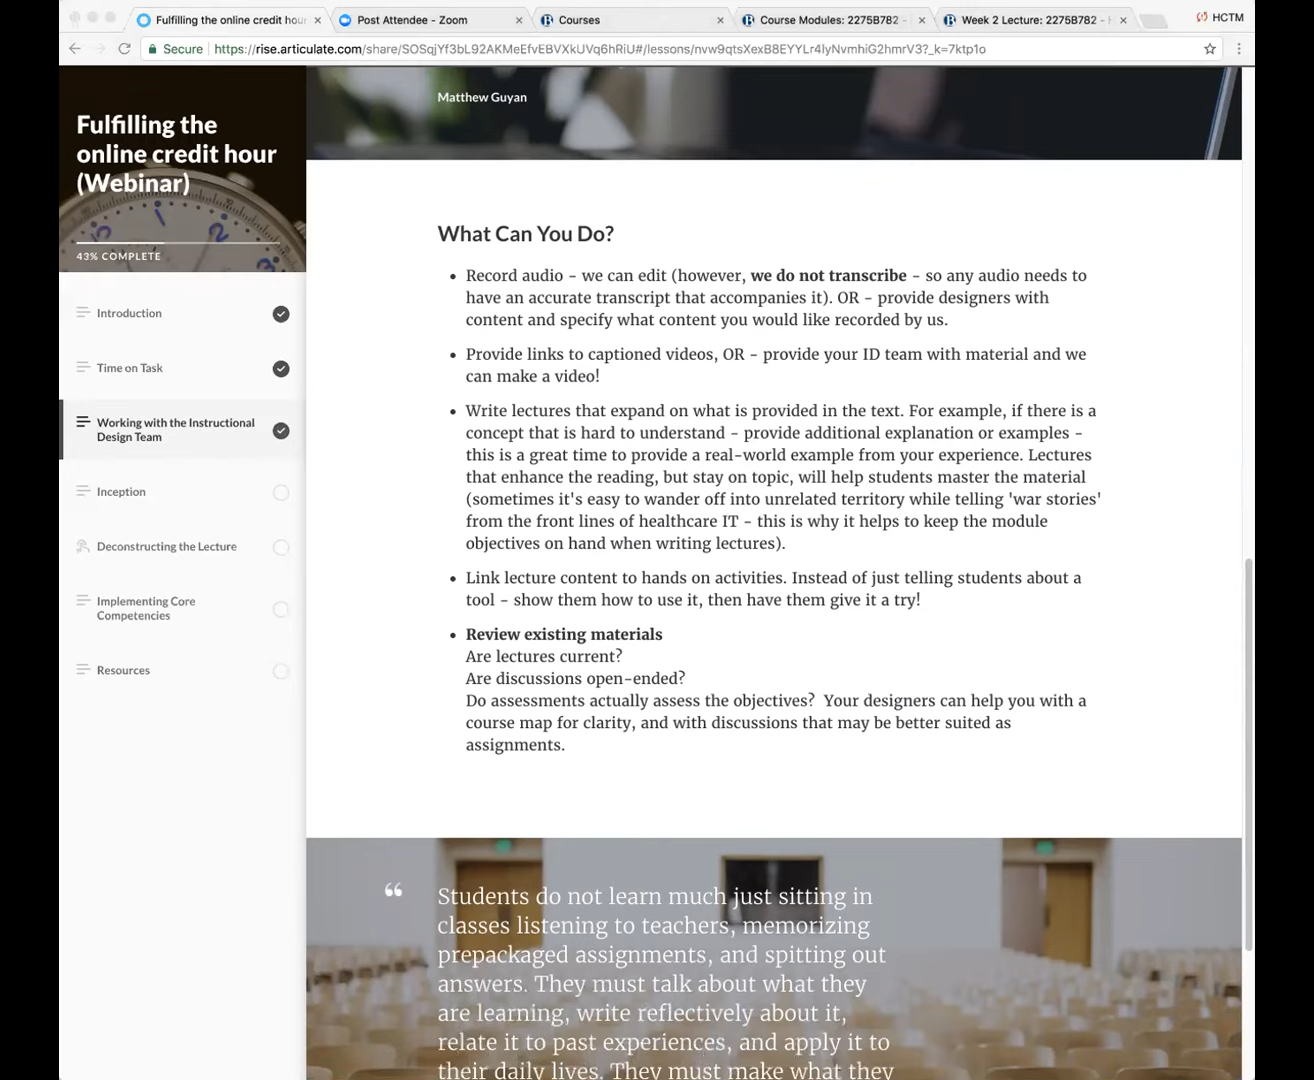 Fulfilling the online credit hou
Post Attendee - Zoom
Courses
Course Modules: 2275B782 -
Week 2 Lecture: 2275B782 -
HCTM
Secure
https://rise.articulate.com/share/SOSqjYf3bL92AKMeEfvEBVXkUVq6hRiU#/lessons/nvw9qtsXexB8EYYLr4lyNvmhiG2hmrV3?_k=7ktp1o
Fulfilling the
online credit hour
(Webinar)
43% COMPLETE
Introduction
Time on Task
Working with the Instructional
Design Team
Inception
Deconstructing the Lecture
Implementing Core
Competencies
Resources
Matthew Guyan
What Can You Do?
• Record audio - we can edit (however, we do not transcribe - so any audio needs to
have an accurate transcript that accompanies it). OR - provide designers with
content and specify what content you would like recorded by us.
• Provide links to captioned videos, OR - provide your ID team with material and we
can make a video!
• Write lectures that expand on what is provided in the text. For example, if there is a
concept that is hard to understand - provide additional explanation or examples -
this is a great time to provide a real-world example from your experience. Lectures
that enhance the reading, but stay on topic, will help students master the material
(sometimes it's easy to wander off into unrelated territory while telling 'war stories'
from the front lines of healthcare IT - this is why it helps to keep the module
objectives on hand when writing lectures).
• Link lecture content to hands on activities. Instead of just telling students about a
tool - show them how to use it, then have them give it a try!
• Review existing materials
Are lectures current?
Are discussions open-ended?
Do assessments actually assess the objectives?  Your designers can help you with a
course map for clarity, and with discussions that may be better suited as
assignments.
“ Students do not learn much just sitting in
classes listening to teachers, memorizing
prepackaged assignments, and spitting out
answers. They must talk about what they
are learning, write reflectively about it,
relate it to past experiences, and apply it to
their daily lives. They must make what they